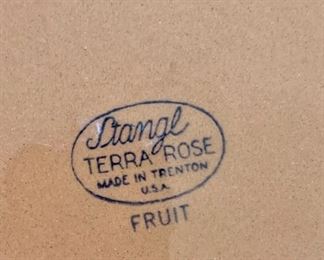 Stangl
TERRA ROSE
MADE IN TRENTON
U.S.A.
FRUIT